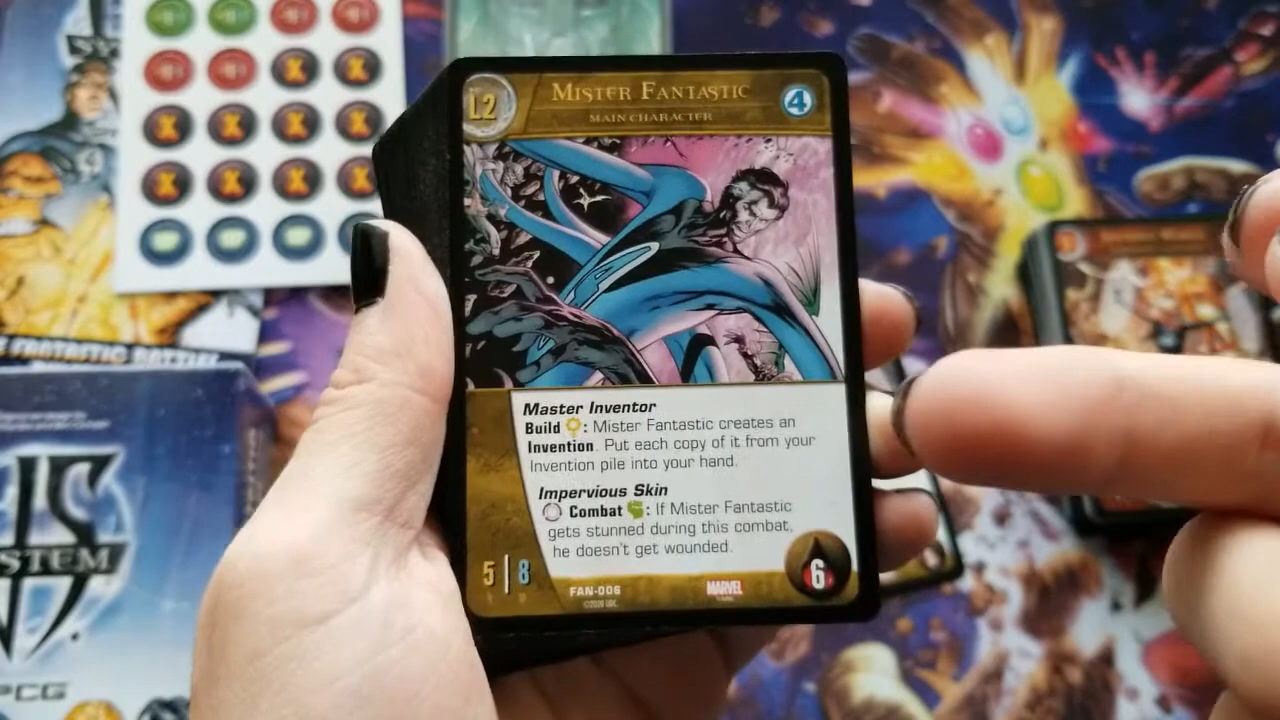 L2
MISTER FANTASTIC
MAIN CHARACTER
4
Master Inventor
Build : Mister Fantastic creates an
Invention. Put each copy of it from your
Invention pile into your hand.
Impervious Skin
Combat : If Mister Fantastic
gets stunned during this combat,
he doesn't get wounded.
5 | 8
FAN-006
MARVEL
6
FANTASTIC BATTLES
STEM
PCG
X X
X X X X
X X X X